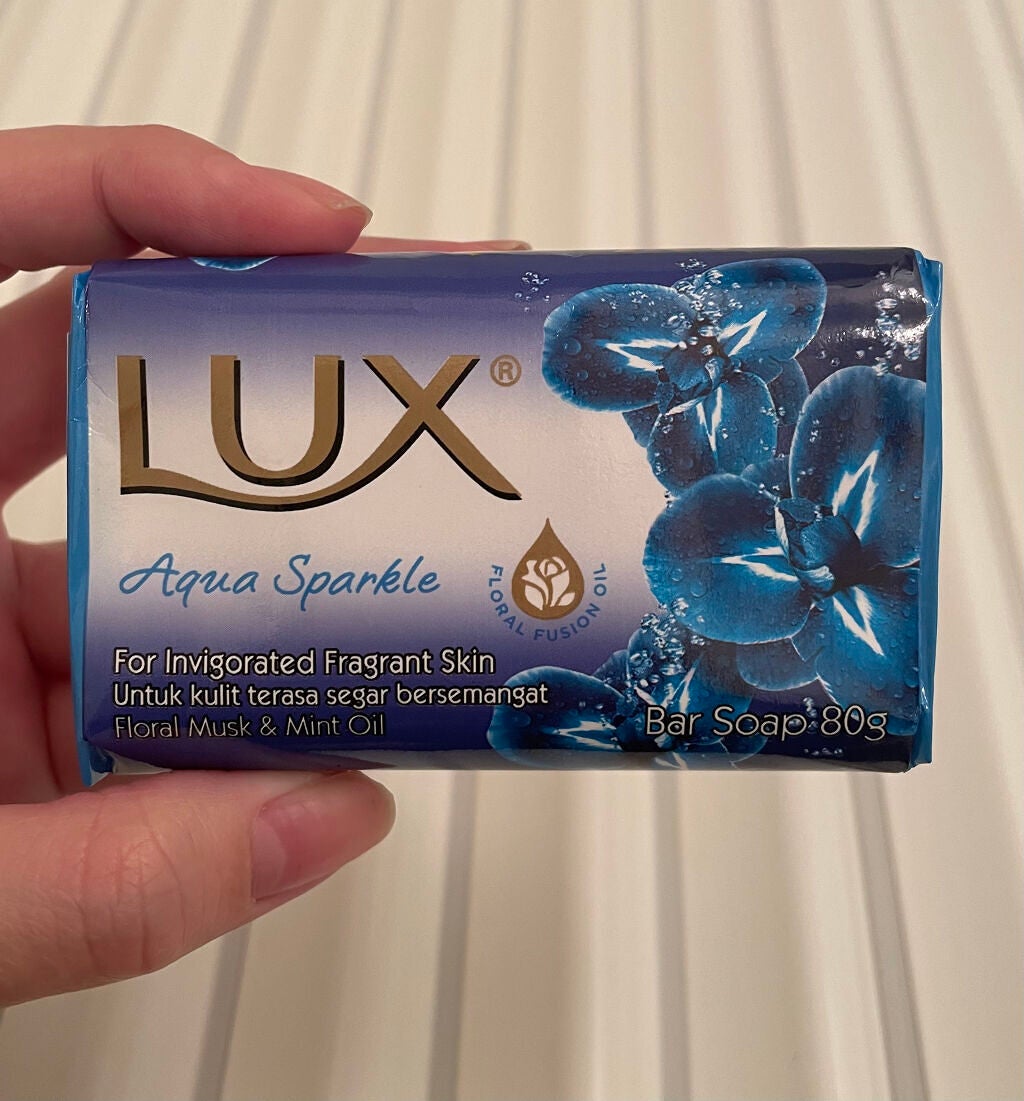 LUX®
Aqua Sparkle
FLORAL FUSION OIL
For Invigorated Fragrant Skin
Untuk kulit terasa segar bersemangat
Floral Musk & Mint Oil
Bar Soap 80g